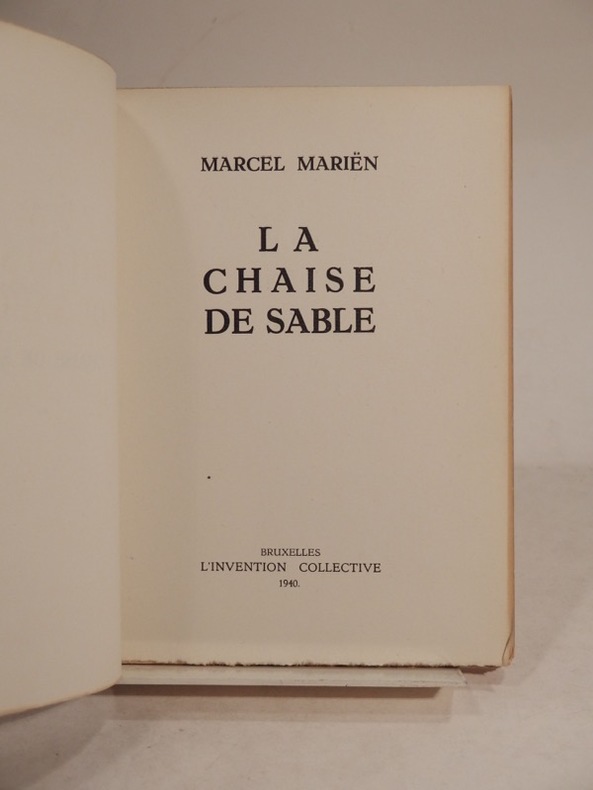 MARCEL MARIËN
LA
CHAISE
DE SABLE
BRUXELLES
L'INVENTION COLLECTIVE
1940.